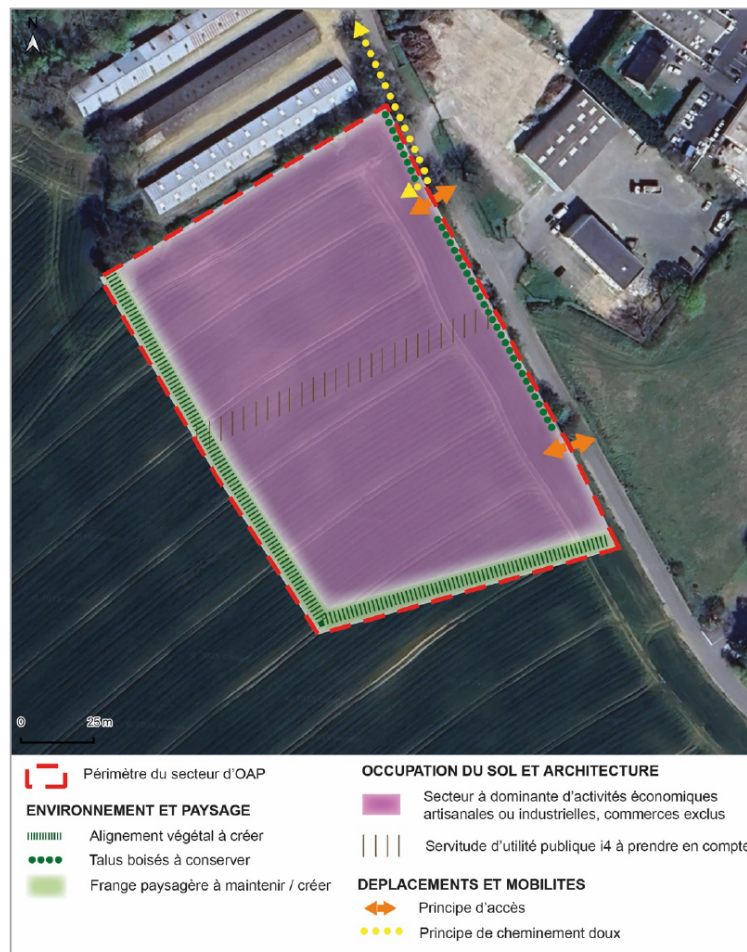 N
0
25 m
Périmètre du secteur d'OAP
ENVIRONNEMENT ET PAYSAGE
Alignement végétal à créer
Talus boisés à conserver
Frange paysagère à maintenir / créer
OCCUPATION DU SOL ET ARCHITECTURE
Secteur à dominante d'activités économiques
artisanales ou industrielles, commerces exclus
Servitude d'utilité publique i4 à prendre en compte
DEPLACEMENTS ET MOBILITES
Principe d'accès
Principe de cheminement doux